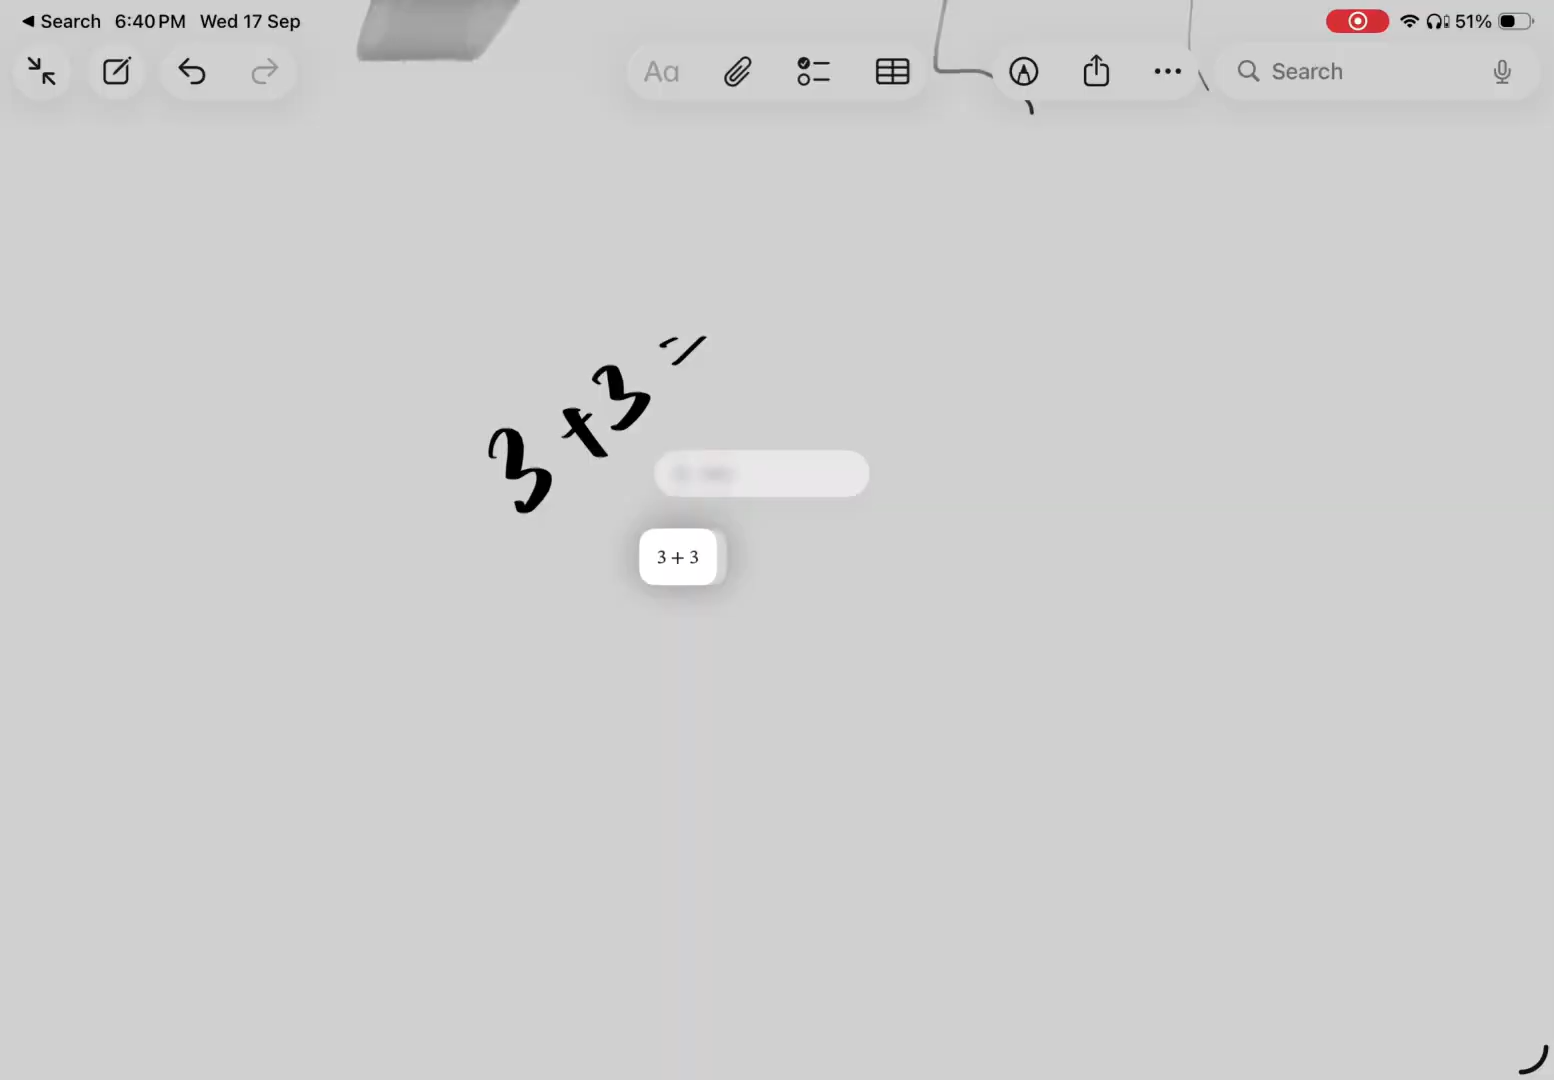 ◀ Search 6:40 PM Wed 17 Sep 51%
Aa Search
3+3=
3 + 3